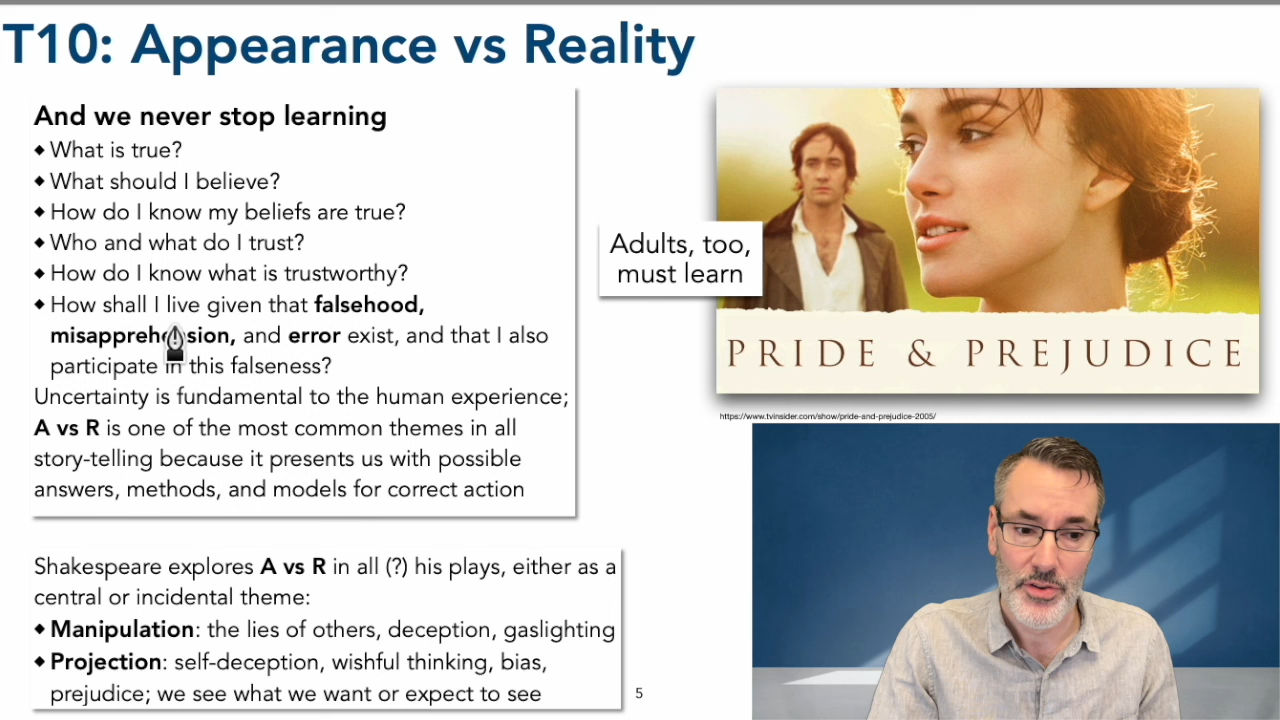 T10: Appearance vs Reality
And we never stop learning
◆ What is true?
◆ What should I believe?
◆ How do I know my beliefs are true?
◆ Who and what do I trust?
◆ How do I know what is trustworthy?
◆ How shall I live given that falsehood,
misapprehension, and error exist, and that I also
participate in this falseness?
Uncertainty is fundamental to the human experience;
A vs R is one of the most common themes in all
story-telling because it presents us with possible
answers, methods, and models for correct action
Adults, too,
must learn
PRIDE & PREJUDICE
https://www.tvinsider.com/show/pride-and-prejudice-2005/
Shakespeare explores A vs R in all (?) his plays, either as a
central or incidental theme:
◆ Manipulation: the lies of others, deception, gaslighting
◆ Projection: self-deception, wishful thinking, bias,
prejudice; we see what we want or expect to see
5